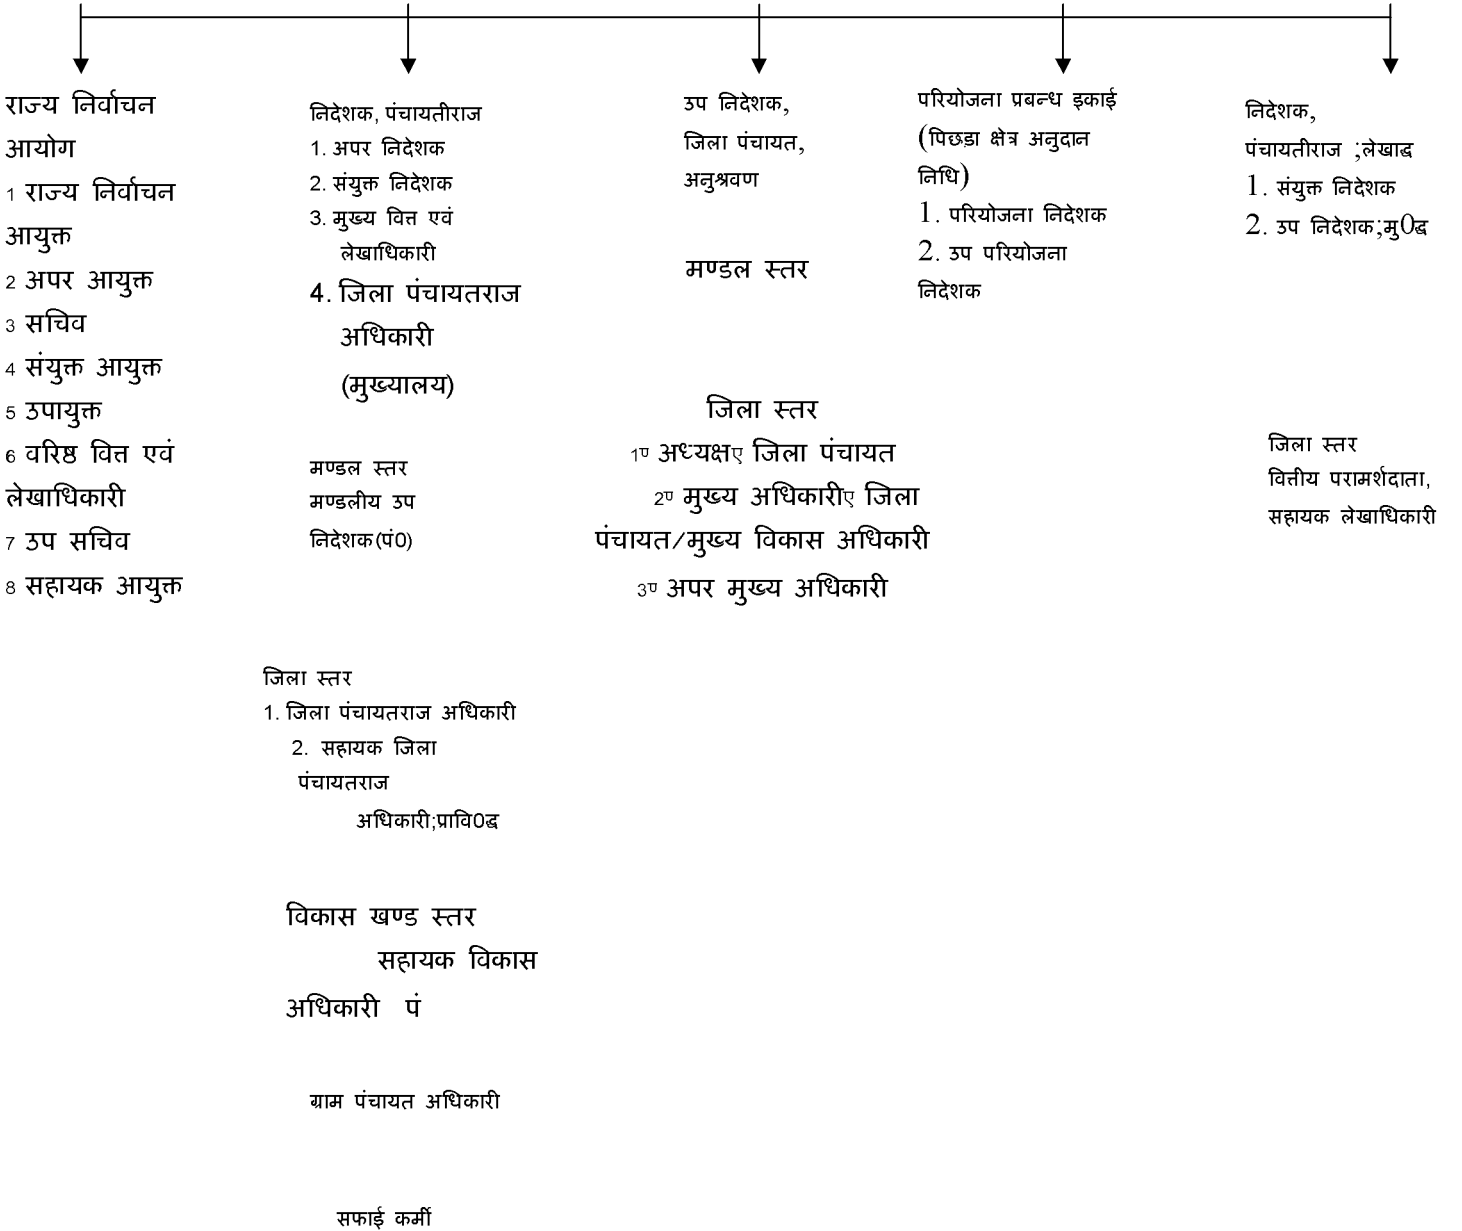 राज्य निर्वाचन
आयोग
1 राज्य निर्वाचन
आयुक्त
2 अपर आयुक्त
3 सचिव
4 संयुक्त आयुक्त
5 उपायुक्त
6 वरिष्ठ वित्त एवं
लेखाधिकारी
7 उप सचिव
8 सहायक आयुक्त
निदेशक, पंचायतीराज
1. अपर निदेशक
2. संयुक्त निदेशक
3. मुख्य वित्त एवं
लेखाधिकारी
4. जिला पंचायतराज
अधिकारी
(मुख्यालय)
मण्डल स्तर
मण्डलीय उप
निदेशक(पं0)
जिला स्तर
1. जिला पंचायतराज अधिकारी
2. सहायक जिला
पंचायतराज
अधिकारी;प्रावि0द्ध
विकास खण्ड स्तर
सहायक विकास
अधिकारी पं
ग्राम पंचायत अधिकारी
सफाई कर्मी
उप निदेशक,
जिला पंचायत,
अनुश्रवण
मण्डल स्तर
जिला स्तर
1ण अध्यक्षए जिला पंचायत
2ण मुख्य अधिकारीए जिला
पंचायत/मुख्य विकास अधिकारी
3ण अपर मुख्य अधिकारी
परियोजना प्रबन्ध इकाई
(पिछड़ा क्षेत्र अनुदान
निधि)
1. परियोजना निदेशक
2. उप परियोजना
निदेशक
निदेशक,
पंचायतीराज ;लेखाद्ध
1. संयुक्त निदेशक
2. उप निदेशक;मु0द्ध
जिला स्तर
वित्तीय परामर्शदाता,
सहायक लेखाधिकारी